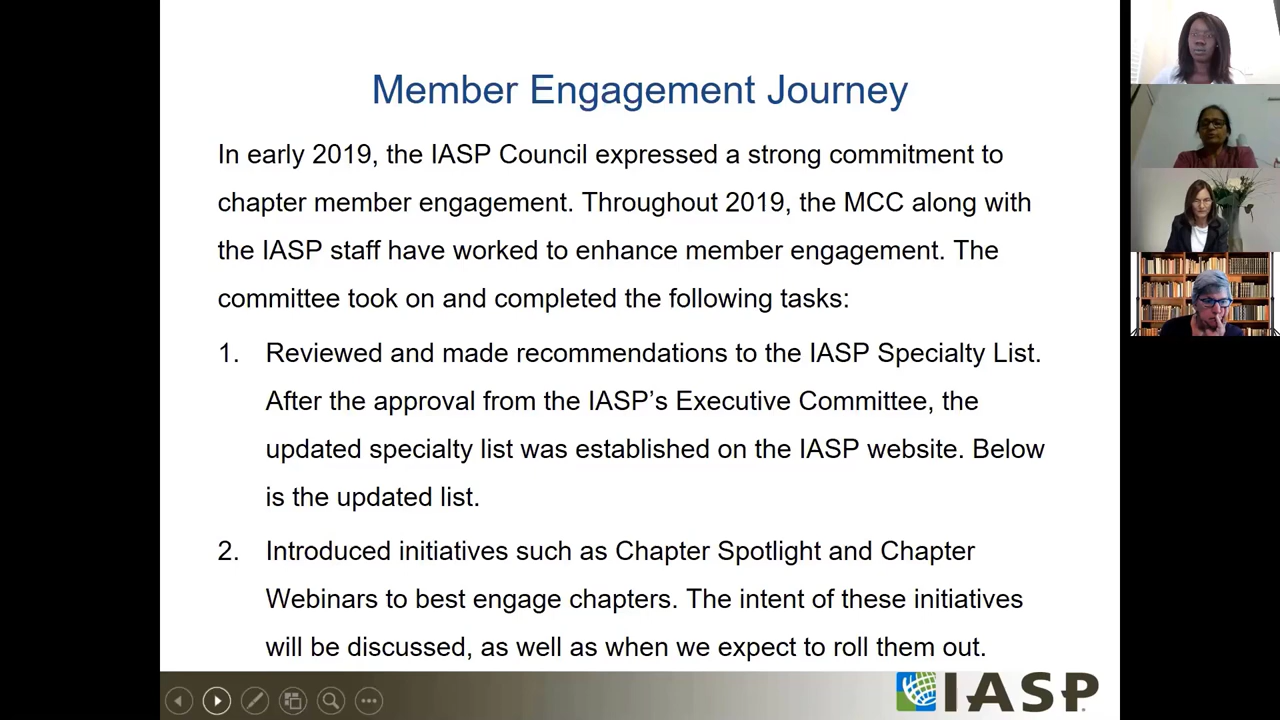 Member Engagement Journey
In early 2019, the IASP Council expressed a strong commitment to
chapter member engagement. Throughout 2019, the MCC along with
the IASP staff have worked to enhance member engagement. The
committee took on and completed the following tasks:
1. Reviewed and made recommendations to the IASP Specialty List.
After the approval from the IASP’s Executive Committee, the
updated specialty list was established on the IASP website. Below
is the updated list.
2. Introduced initiatives such as Chapter Spotlight and Chapter
Webinars to best engage chapters. The intent of these initiatives
will be discussed, as well as when we expect to roll them out.
IASP